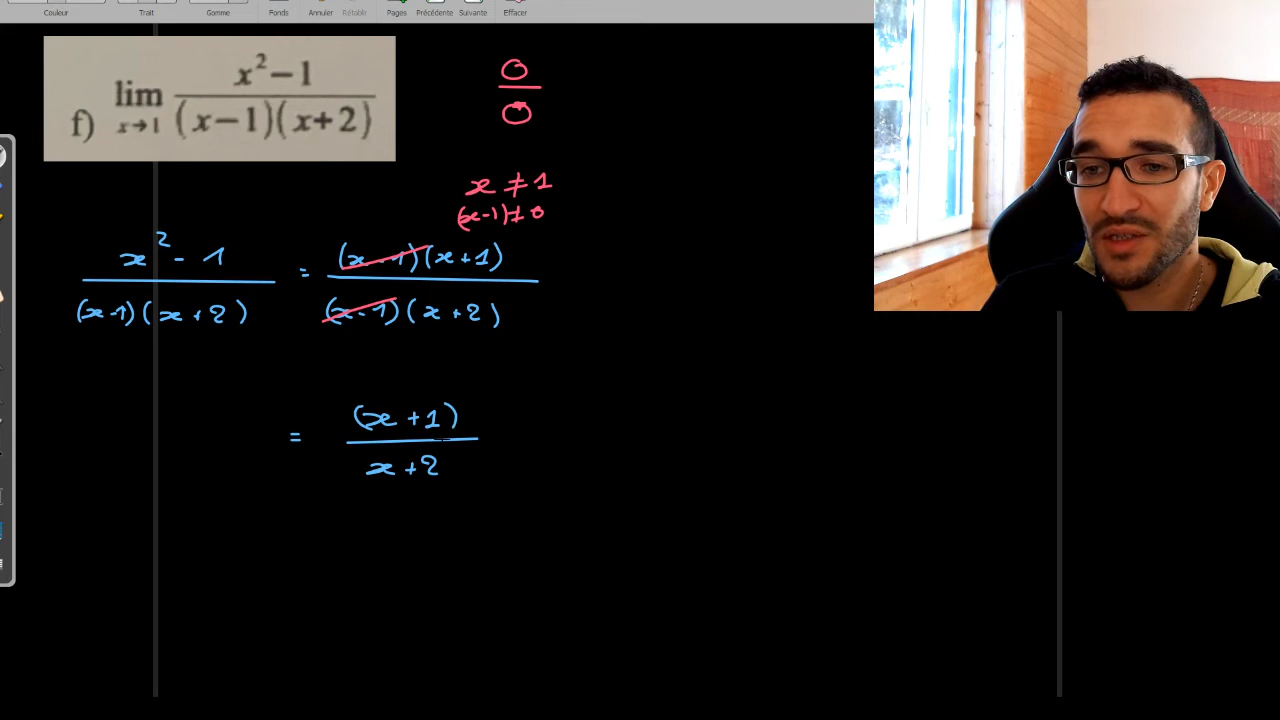 Couleur Trait Gomme Fonds Annuler Rétablir Pages Précédente Suivante Effacer
f) lim x→1 x²−1 / (x−1)(x+2)
0/0
x ≠ 1
(x-1) ≠ 0
x² - 1 / (x-1)(x+2) = (x-1)(x+1) / (x-1)(x+2)
= (x+1) / x+2